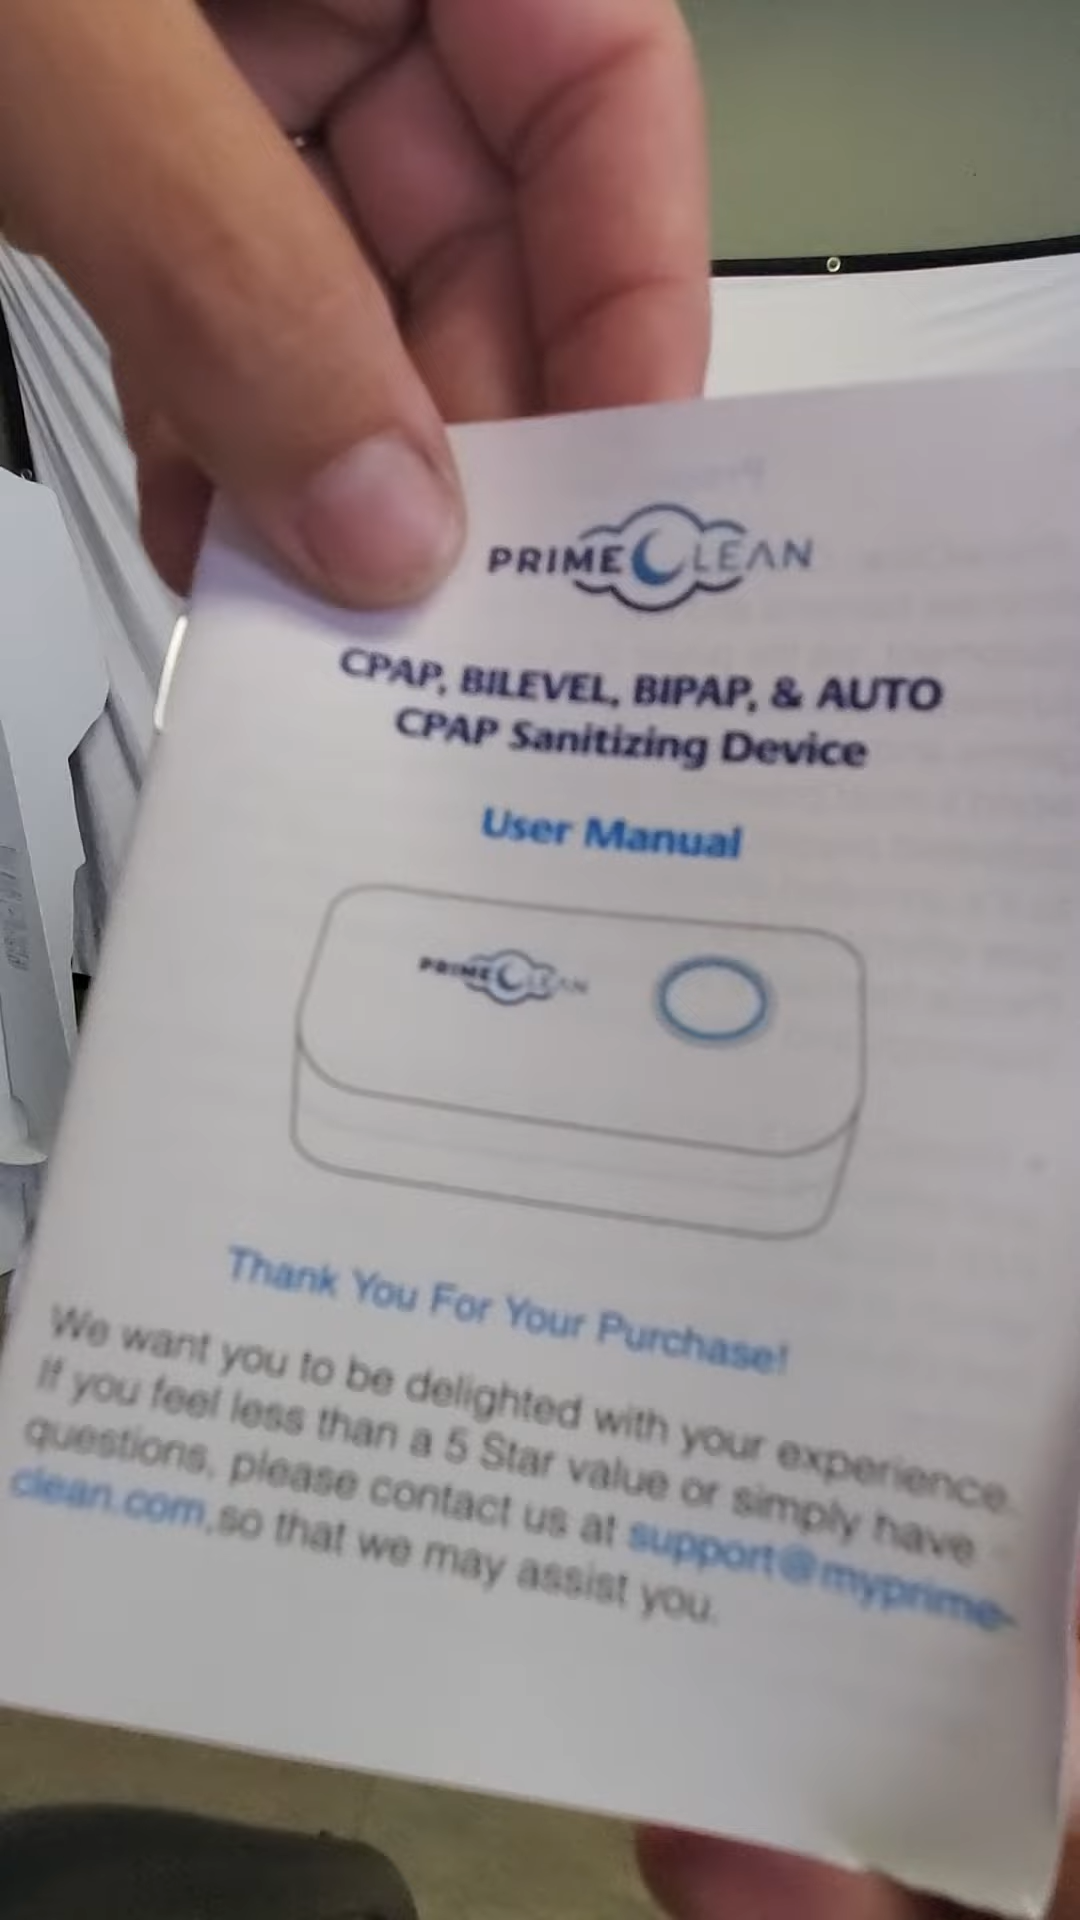 PRIME CLEAN
CPAP, BILEVEL, BIPAP, & AUTO
CPAP Sanitizing Device
User Manual
PRIME CLEAN
Thank You For Your Purchase!
We want you to be delighted with your experience.
If you feel less than a 5 Star value or simply have
questions, please contact us at support@myprime-
clean.com,so that we may assist you.